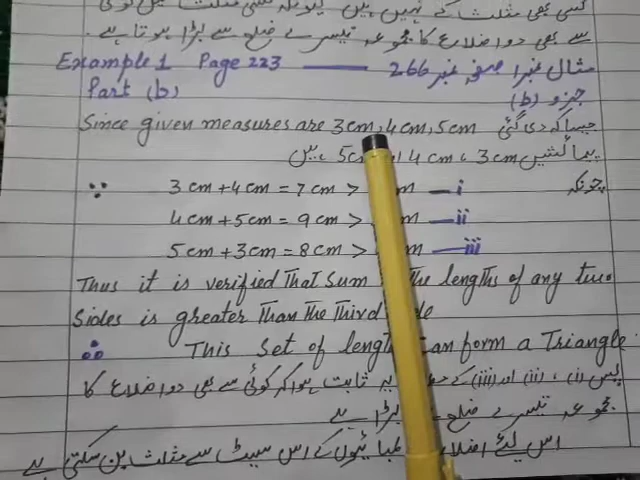 کسی بھی مثلث کے نہیں ہیں کیونکہ کسی مثلث میں کوئی
سے بھی دو اضلاع کا مجموعہ تیسرے ضلع سے بڑا ہوتا ہے۔
Example 1 Page 223 —— مثال نمبر 1 صفحہ نمبر 266
Part (b) جزو (b)
Since given measures are 3cm, 4cm, 5cm جیسا کہ دی گئی
پیمائشیں 3cm ، 4cm 5c ہیں
∵ 3cm + 4cm = 7cm > m — i چونکہ
4cm + 5cm = 9cm > m — ii
5cm + 3cm = 8cm > m — iii
Thus it is verified That Sum the lengths of any two
Sides is greater Than the Third
∴ This Set of length can form a Triangle.
پس (i)، (ii) اور (iii) کے یہ ثابت ہوا کہ کوئی سے بھی دو اضلاع کا
مجموعہ تیسرے ضلع بڑا ہے
اس لیئے لمبائیوں کے اس سیٹ سے مثلث بن سکتی ہے